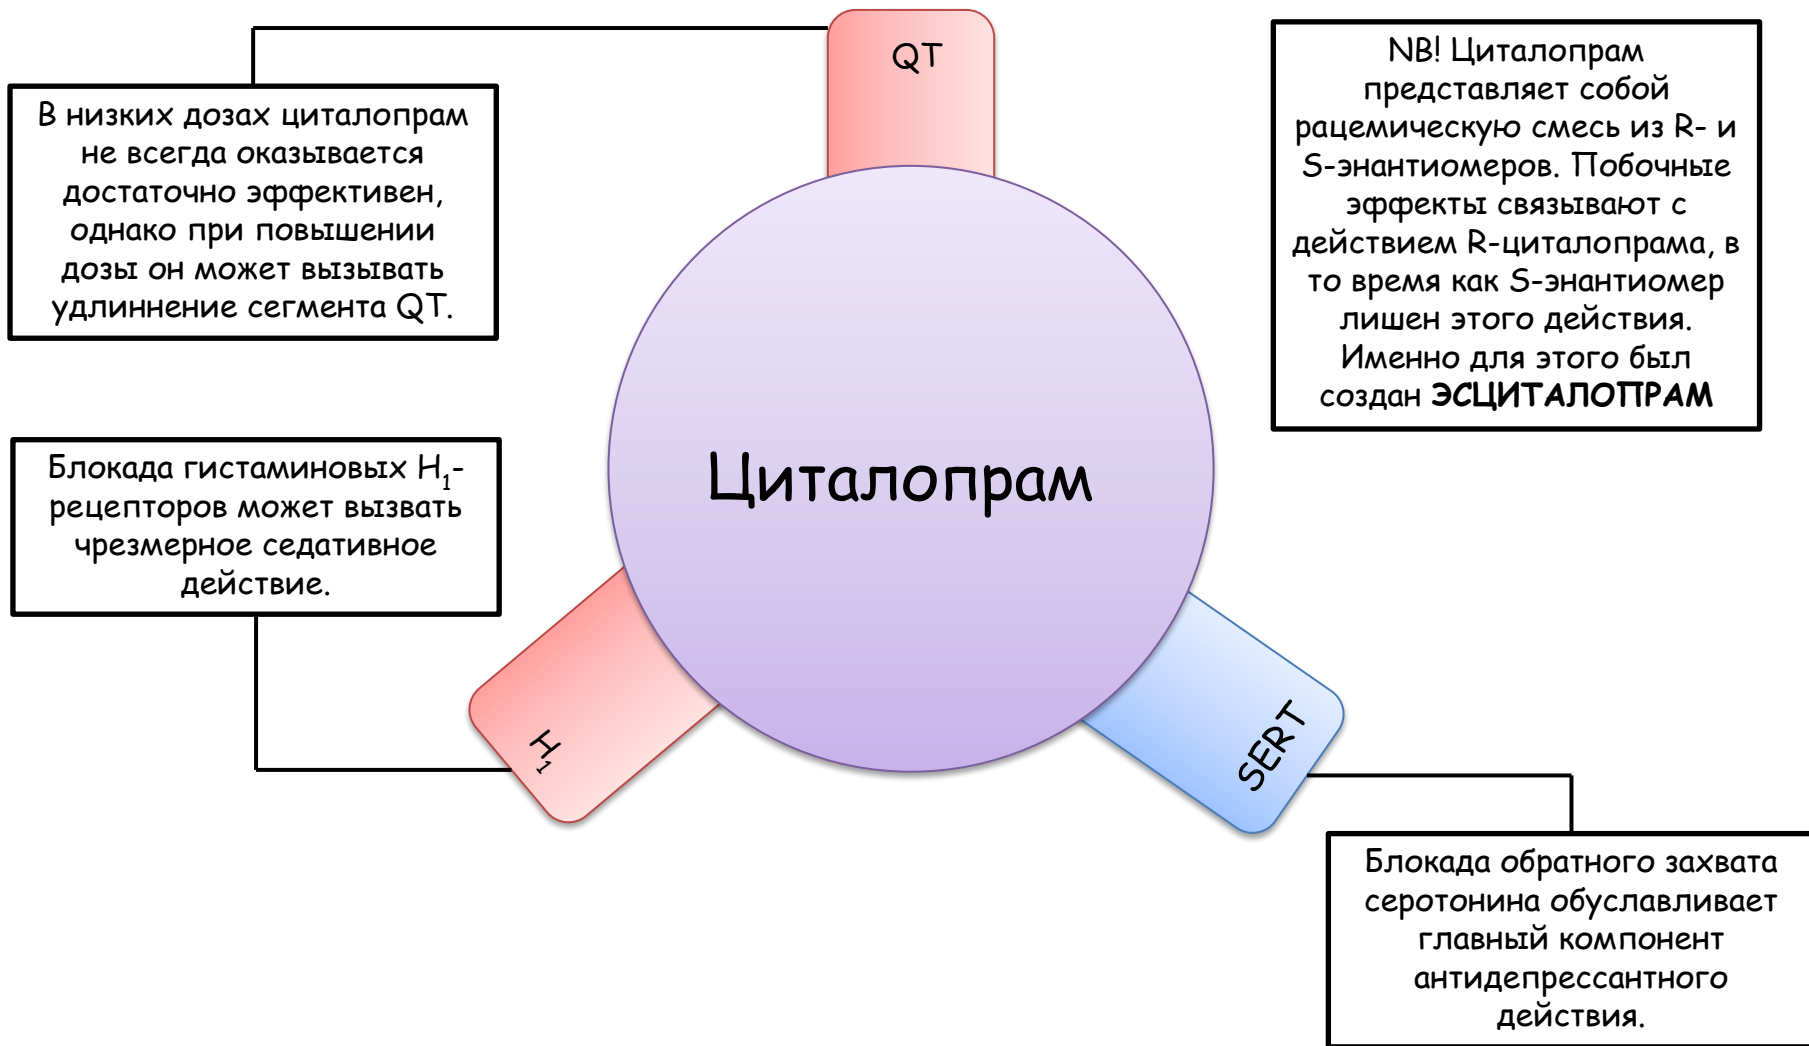 QT
В низких дозах циталопрам
не всегда оказывается
достаточно эффективен,
однако при повышении
дозы он может вызывать
удлиннение сегмента QT.
NB! Циталопрам
представляет собой
рацемическую смесь из R- и
S-энантиомеров. Побочные
эффекты связывают с
действием R-циталопрама, в
то время как S-энантиомер
лишен этого действия.
Именно для этого был
создан ЭСЦИТАЛОПРАМ
Блокада гистаминовых H₁-
рецепторов может вызвать
чрезмерное седативное
действие.
Циталопрам
H₁
SERT
Блокада обратного захвата
серотонина обуславливает
главный компонент
антидепрессантного
действия.